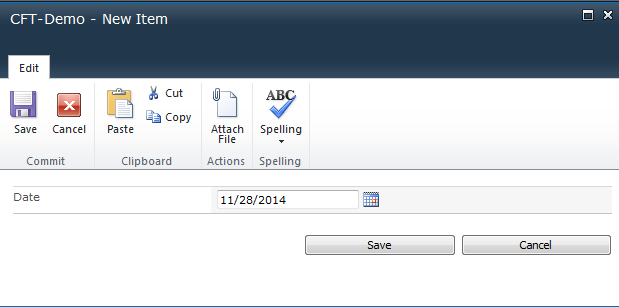 CFT-Demo - New Item
Edit
Save
Cancel
Paste
Cut
Copy
Attach
File
ABC
Spelling
Commit
Clipboard
Actions
Spelling
Date
11/28/2014
Save
Cancel